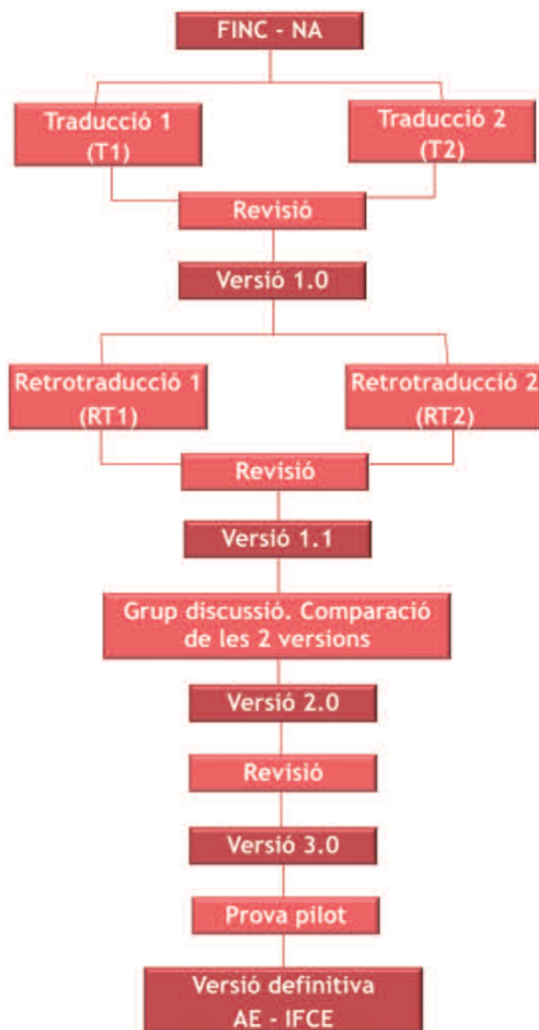 FINC - NA
Traducció 1
(T1)
Traducció 2
(T2)
Revisió
Versió 1.0
Retrotraducció 1
(RT1)
Retrotraducció 2
(RT2)
Revisió
Versió 1.1
Grup discussió. Comparació
de les 2 versions
Versió 2.0
Revisió
Versió 3.0
Prova pilot
Versió definitiva
AE - IFCE